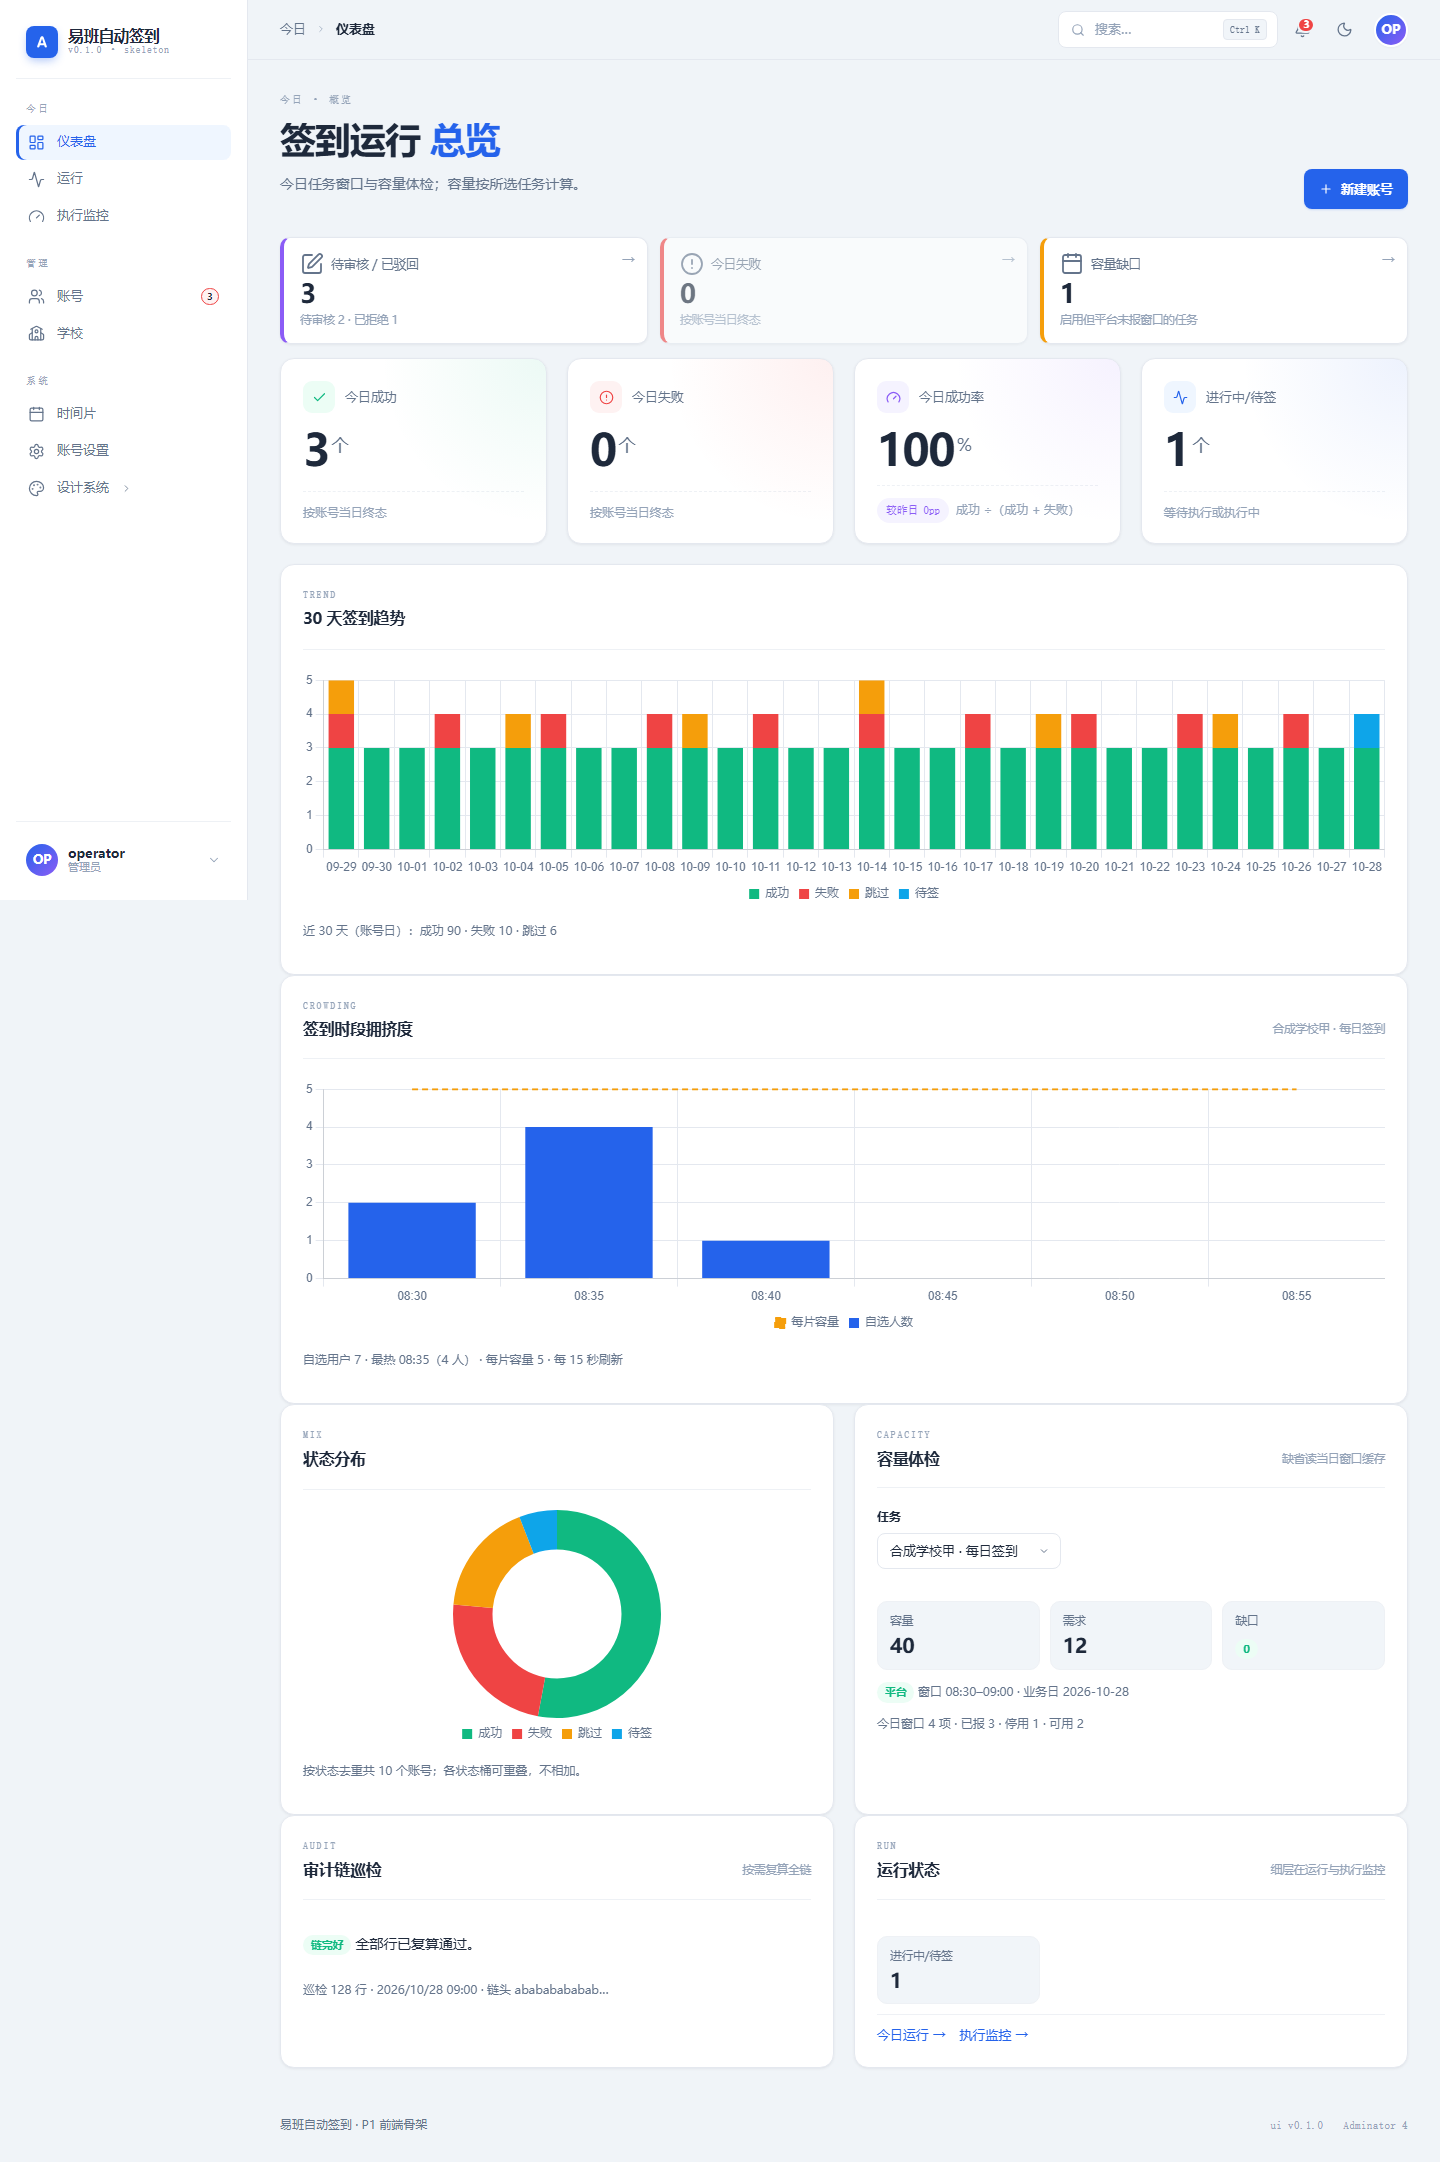 A
易班自动签到
v0.1.0 • skeleton
今日
仪表盘
运行
执行监控
管理
账号
3
学校
系统
时间片
账号设置
设计系统
OP
operator
管理员
今日
仪表盘
搜索...
Ctrl K
3
OP
今日 • 概览
签到运行 总览
今日任务窗口与容量体检；容量按所选任务计算。
+ 新建账号
待审核 / 已驳回 →
3
待审核 2 · 已拒绝 1
今日失败 →
0
按账号当日终态
容量缺口 →
1
启用但平台未报窗口的任务
今日成功
3个
按账号当日终态
今日失败
0个
按账号当日终态
今日成功率
100%
较昨日 0pp 成功 ÷（成功 + 失败）
进行中/待签
1个
等待执行或执行中
TREND
30 天签到趋势
5
4
3
2
1
0
09-29 09-30 10-01 10-02 10-03 10-04 10-05 10-06 10-07 10-08 10-09 10-10 10-11 10-12 10-13 10-14 10-15 10-16 10-17 10-18 10-19 10-20 10-21 10-22 10-23 10-24 10-25 10-26 10-27 10-28
成功 失败 跳过 待签
近 30 天（账号日）：成功 90 · 失败 10 · 跳过 6
CROWDING
签到时段拥挤度
合成学校甲 · 每日签到
5
4
3
2
1
0
08:30 08:35 08:40 08:45 08:50 08:55
每片容量 自选人数
自选用户 7 · 最热 08:35（4 人） · 每片容量 5 · 每 15 秒刷新
MIX
状态分布
成功 失败 跳过 待签
按状态去重共 10 个账号；各状态桶可重叠，不相加。
CAPACITY
容量体检
缺省读当日窗口缓存
任务
合成学校甲 · 每日签到
容量
40
需求
12
缺口
0
平台 窗口 08:30–09:00 · 业务日 2026-10-28
今日窗口 4 项 · 已报 3 · 停用 1 · 可用 2
AUDIT
审计链巡检
按需复算全链
链完好 全部行已复算通过。
巡检 128 行 · 2026/10/28 09:00 · 链头 abababababab…
RUN
运行状态
细层在运行与执行监控
进行中/待签
1
今日运行 → 执行监控 →
易班自动签到 · P1 前端骨架
ui v0.1.0 Adminator 4